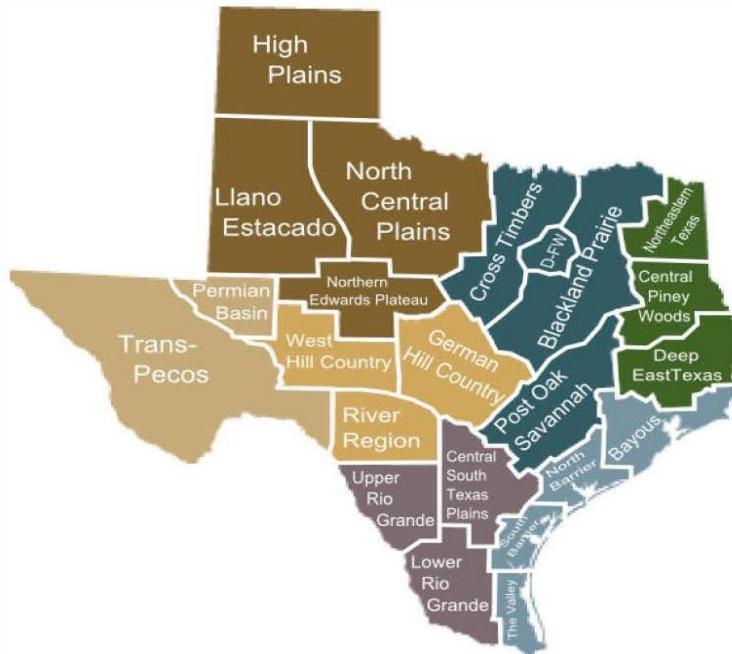 High
Plains
Llano
Estacado
North
Central
Plains
Cross Timbers
D-FW
Blackland Prairie
Northeastern
Texas
Permian
Basin
Northern
Edwards Plateau
Central
Piney
Woods
Trans-
Pecos
West
Hill Country
German
Hill Country
Deep
EastTexas
Post Oak
Savannah
River
Region
Bayous
North
Barrier
Central
South
Texas
Plains
Upper
Rio
Grande
South
Barrier
Lower
Rio
Grande
The Valley